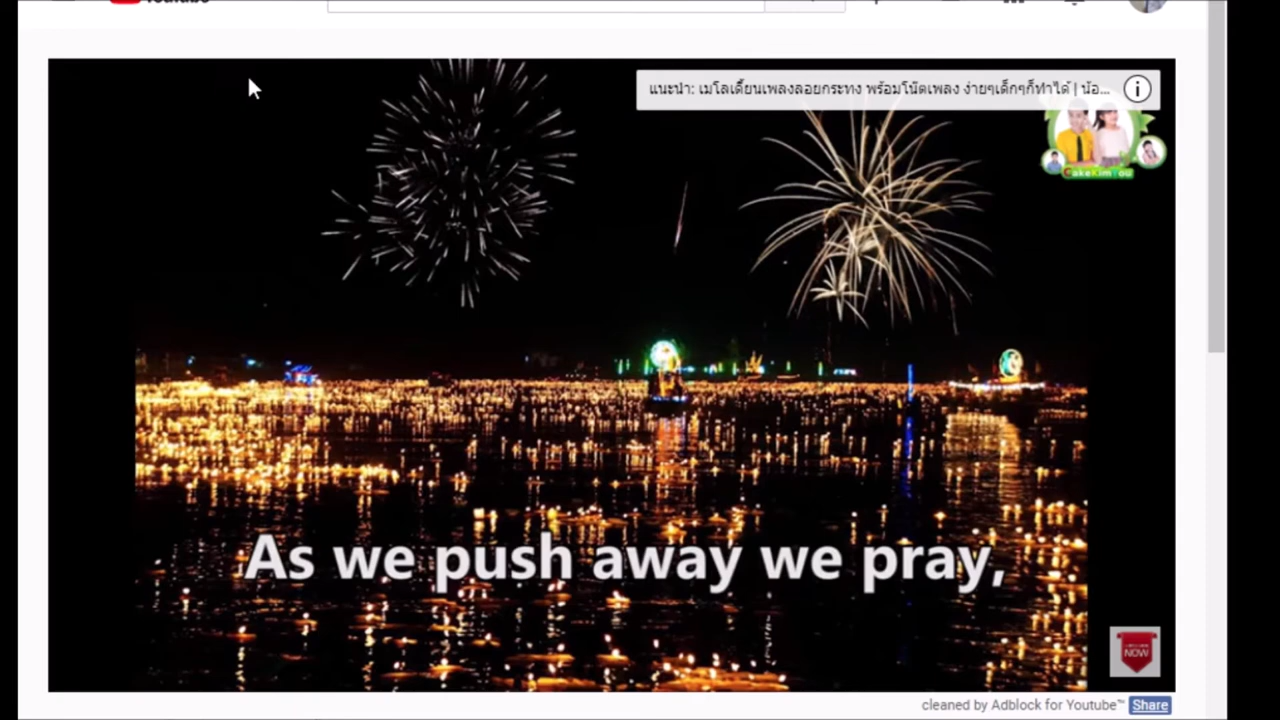 แนะนำ: เมโลเดี้ยนเพลงลอยกระทง พร้อมโน๊ตเพลง ง่ายๆเด็กๆก็ทำได้ | น้อ...
CakeKimYou
As we push away we pray,
NOW
cleaned by Adblock for Youtube™ Share